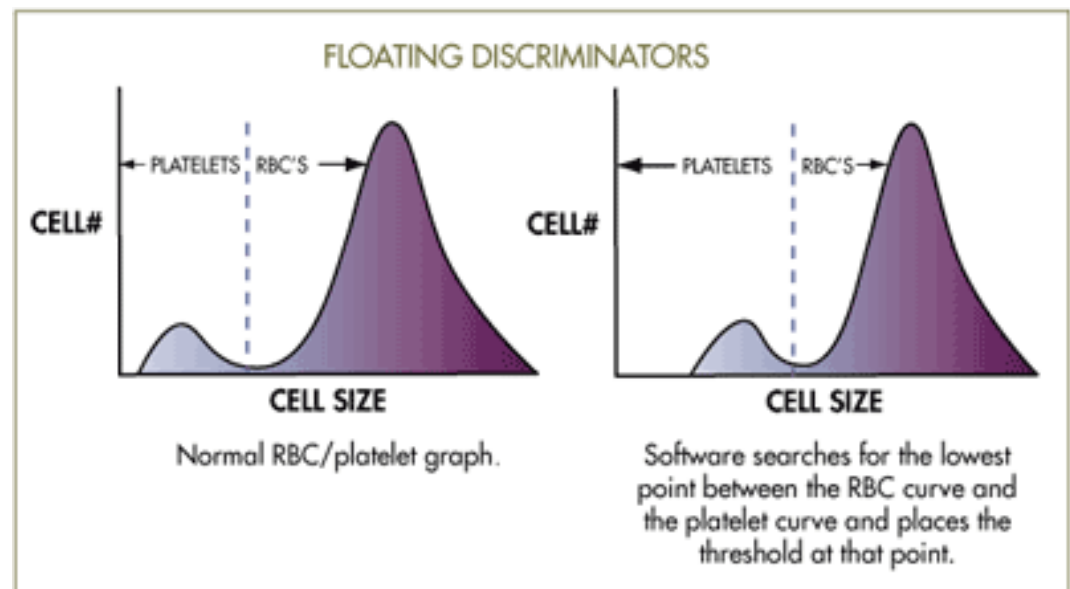 FLOATING DISCRIMINATORS
PLATELETS RBC'S
CELL#
CELL SIZE
Normal RBC/platelet graph.
PLATELETS RBC'S
CELL#
CELL SIZE
Software searches for the lowest
point between the RBC curve and
the platelet curve and places the
threshold at that point.